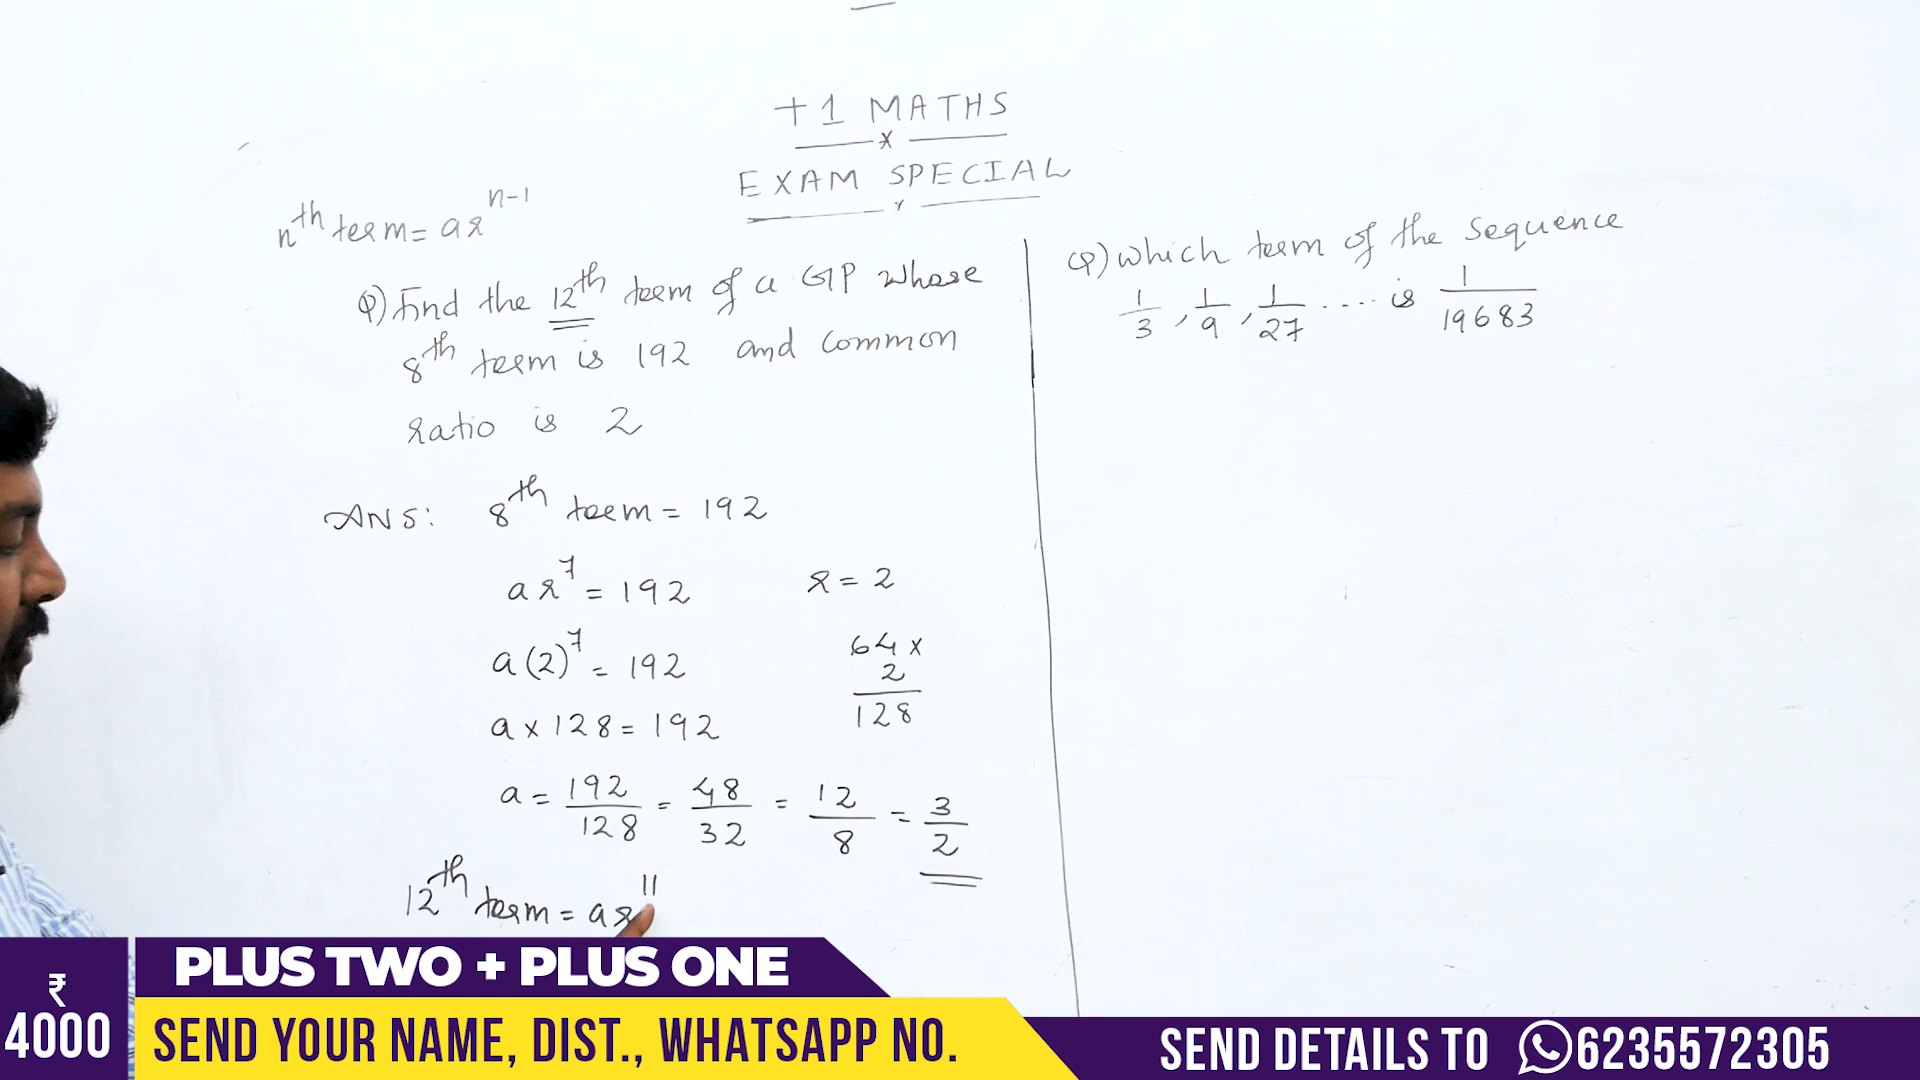 +1 MATHS
EXAM SPECIAL
nth term = ar^n-1
Q) Find the 12th term of a GP whose
8th term is 192 and common
ratio is 2
ANS: 8th term = 192
ar^7 = 192 r = 2
a(2)^7 = 192
64 ×
2
128
a × 128 = 192
a = 192/128 = 48/32 = 12/8 = 3/2
12th term = ar^11
Q) Which term of the sequence
1/3, 1/9, 1/27 .... is 1/19683
₹
4000
PLUS TWO + PLUS ONE
SEND YOUR NAME, DIST., WHATSAPP NO.
SEND DETAILS TO 6235572305